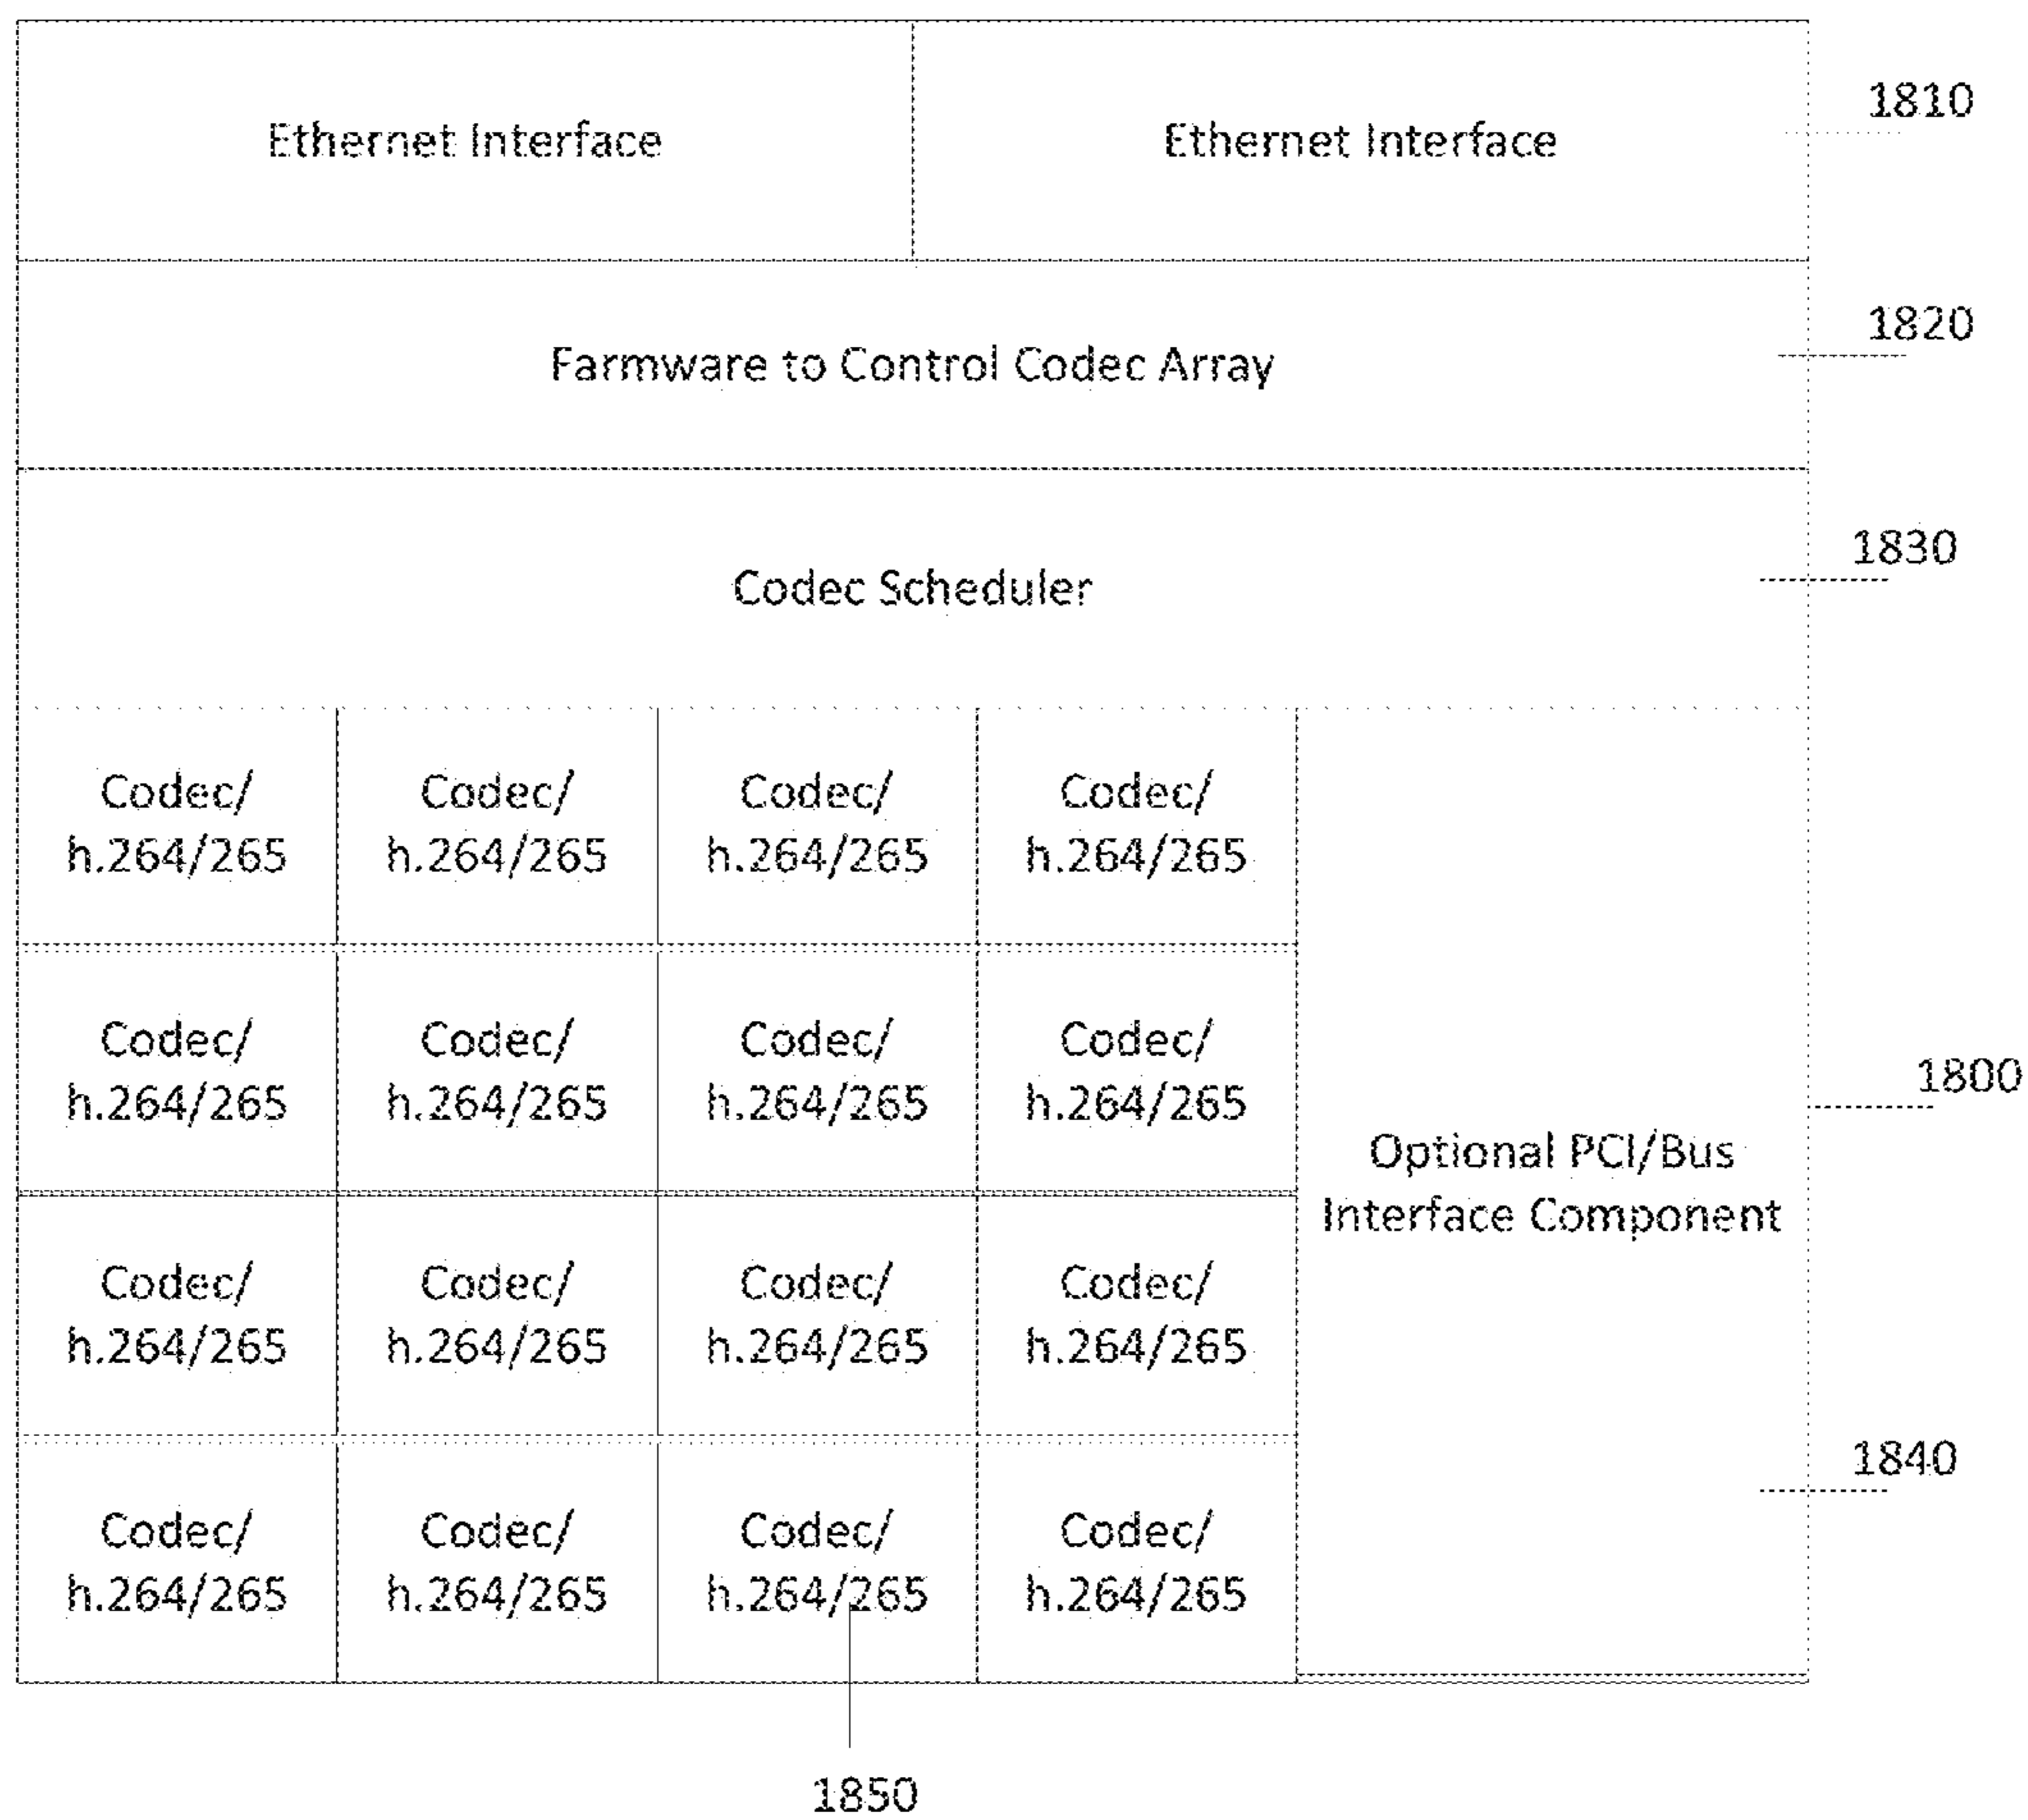 Ethernet Interface
Ethernet Interface
1810
Farmware to Control Codec Array
1820
Codec Scheduler
1830
Codec/
h.264/265
Codec/
h.264/265
Codec/
h.264/265
Codec/
h.264/265
Codec/
h.264/265
Codec/
h.264/265
Codec/
h.264/265
Codec/
h.264/265
Optional PCI/Bus
Interface Component
1800
Codec/
h.264/265
Codec/
h.264/265
Codec/
h.264/265
Codec/
h.264/265
Codec/
h.264/265
Codec/
h.264/265
Codec/
h.264/265
Codec/
h.264/265
1840
1850